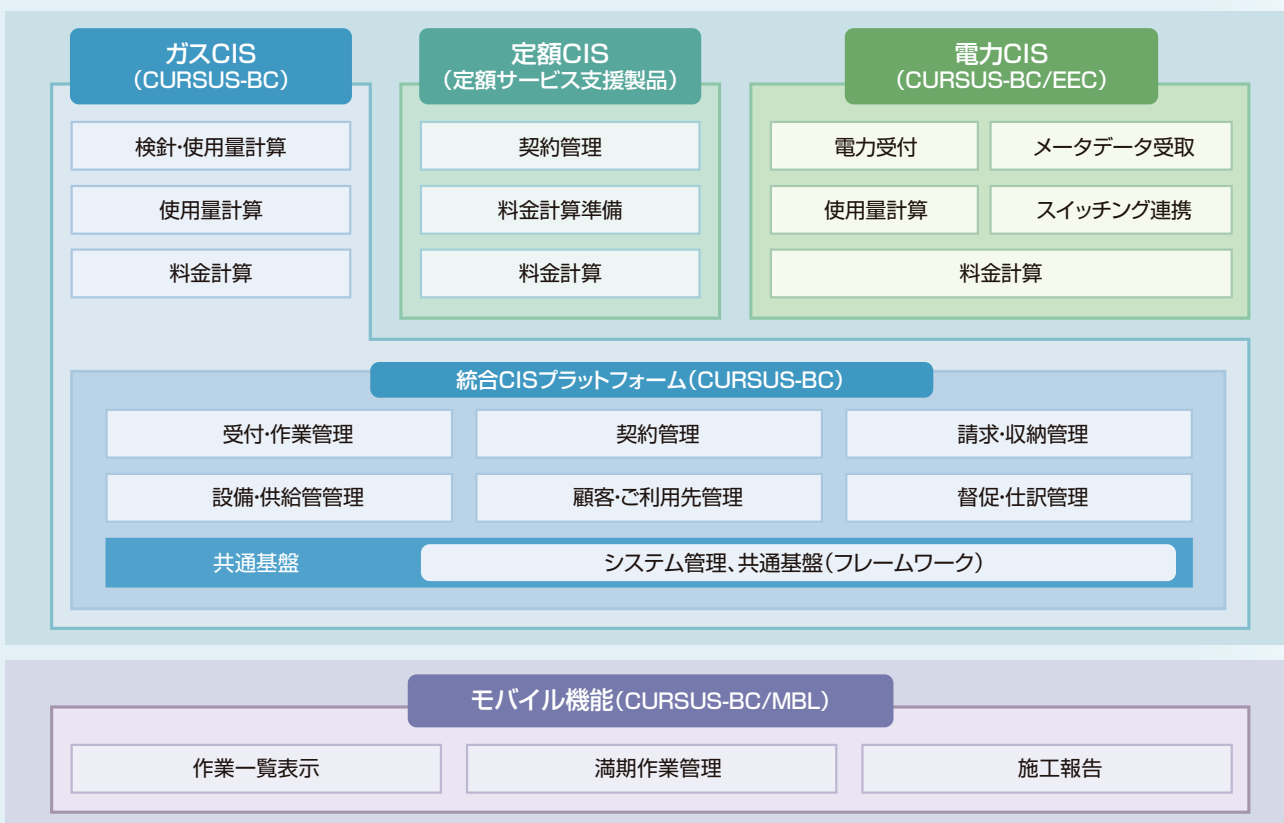 ガスCIS
（CURSUS-BC）
検針・使用量計算
使用量計算
料金計算
定額CIS
（定額サービス支援製品）
契約管理
料金計算準備
料金計算
電力CIS
（CURSUS-BC/EEC）
電力受付
メータデータ受取
使用量計算
スイッチング連携
料金計算
統合CISプラットフォーム（CURSUS-BC）
受付・作業管理
契約管理
請求・収納管理
設備・供給管管理
顧客・ご利用先管理
督促・仕訳管理
共通基盤
システム管理、共通基盤（フレームワーク）
モバイル機能（CURSUS-BC/MBL）
作業一覧表示
満期作業管理
施工報告